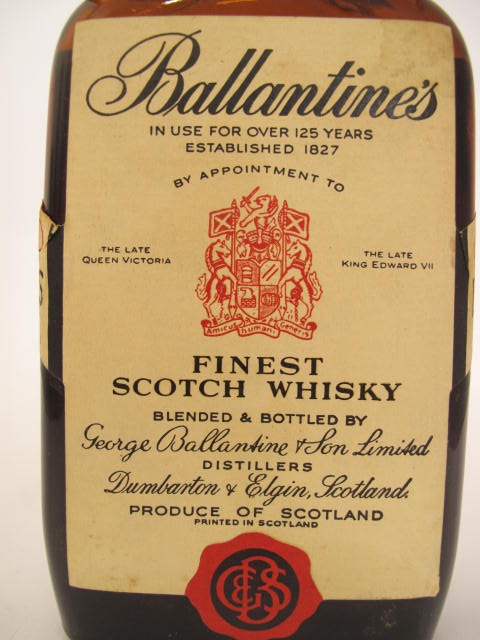 Ballantine's
IN USE FOR OVER 125 YEARS
ESTABLISHED 1827
BY APPOINTMENT TO
THE LATE
QUEEN VICTORIA
THE LATE
KING EDWARD VII
Amicus Humani Generis
FINEST
SCOTCH WHISKY
BLENDED & BOTTLED BY
George Ballantine & Son Limited
DISTILLERS
Dumbarton & Elgin, Scotland.
PRODUCE OF SCOTLAND
PRINTED IN SCOTLAND